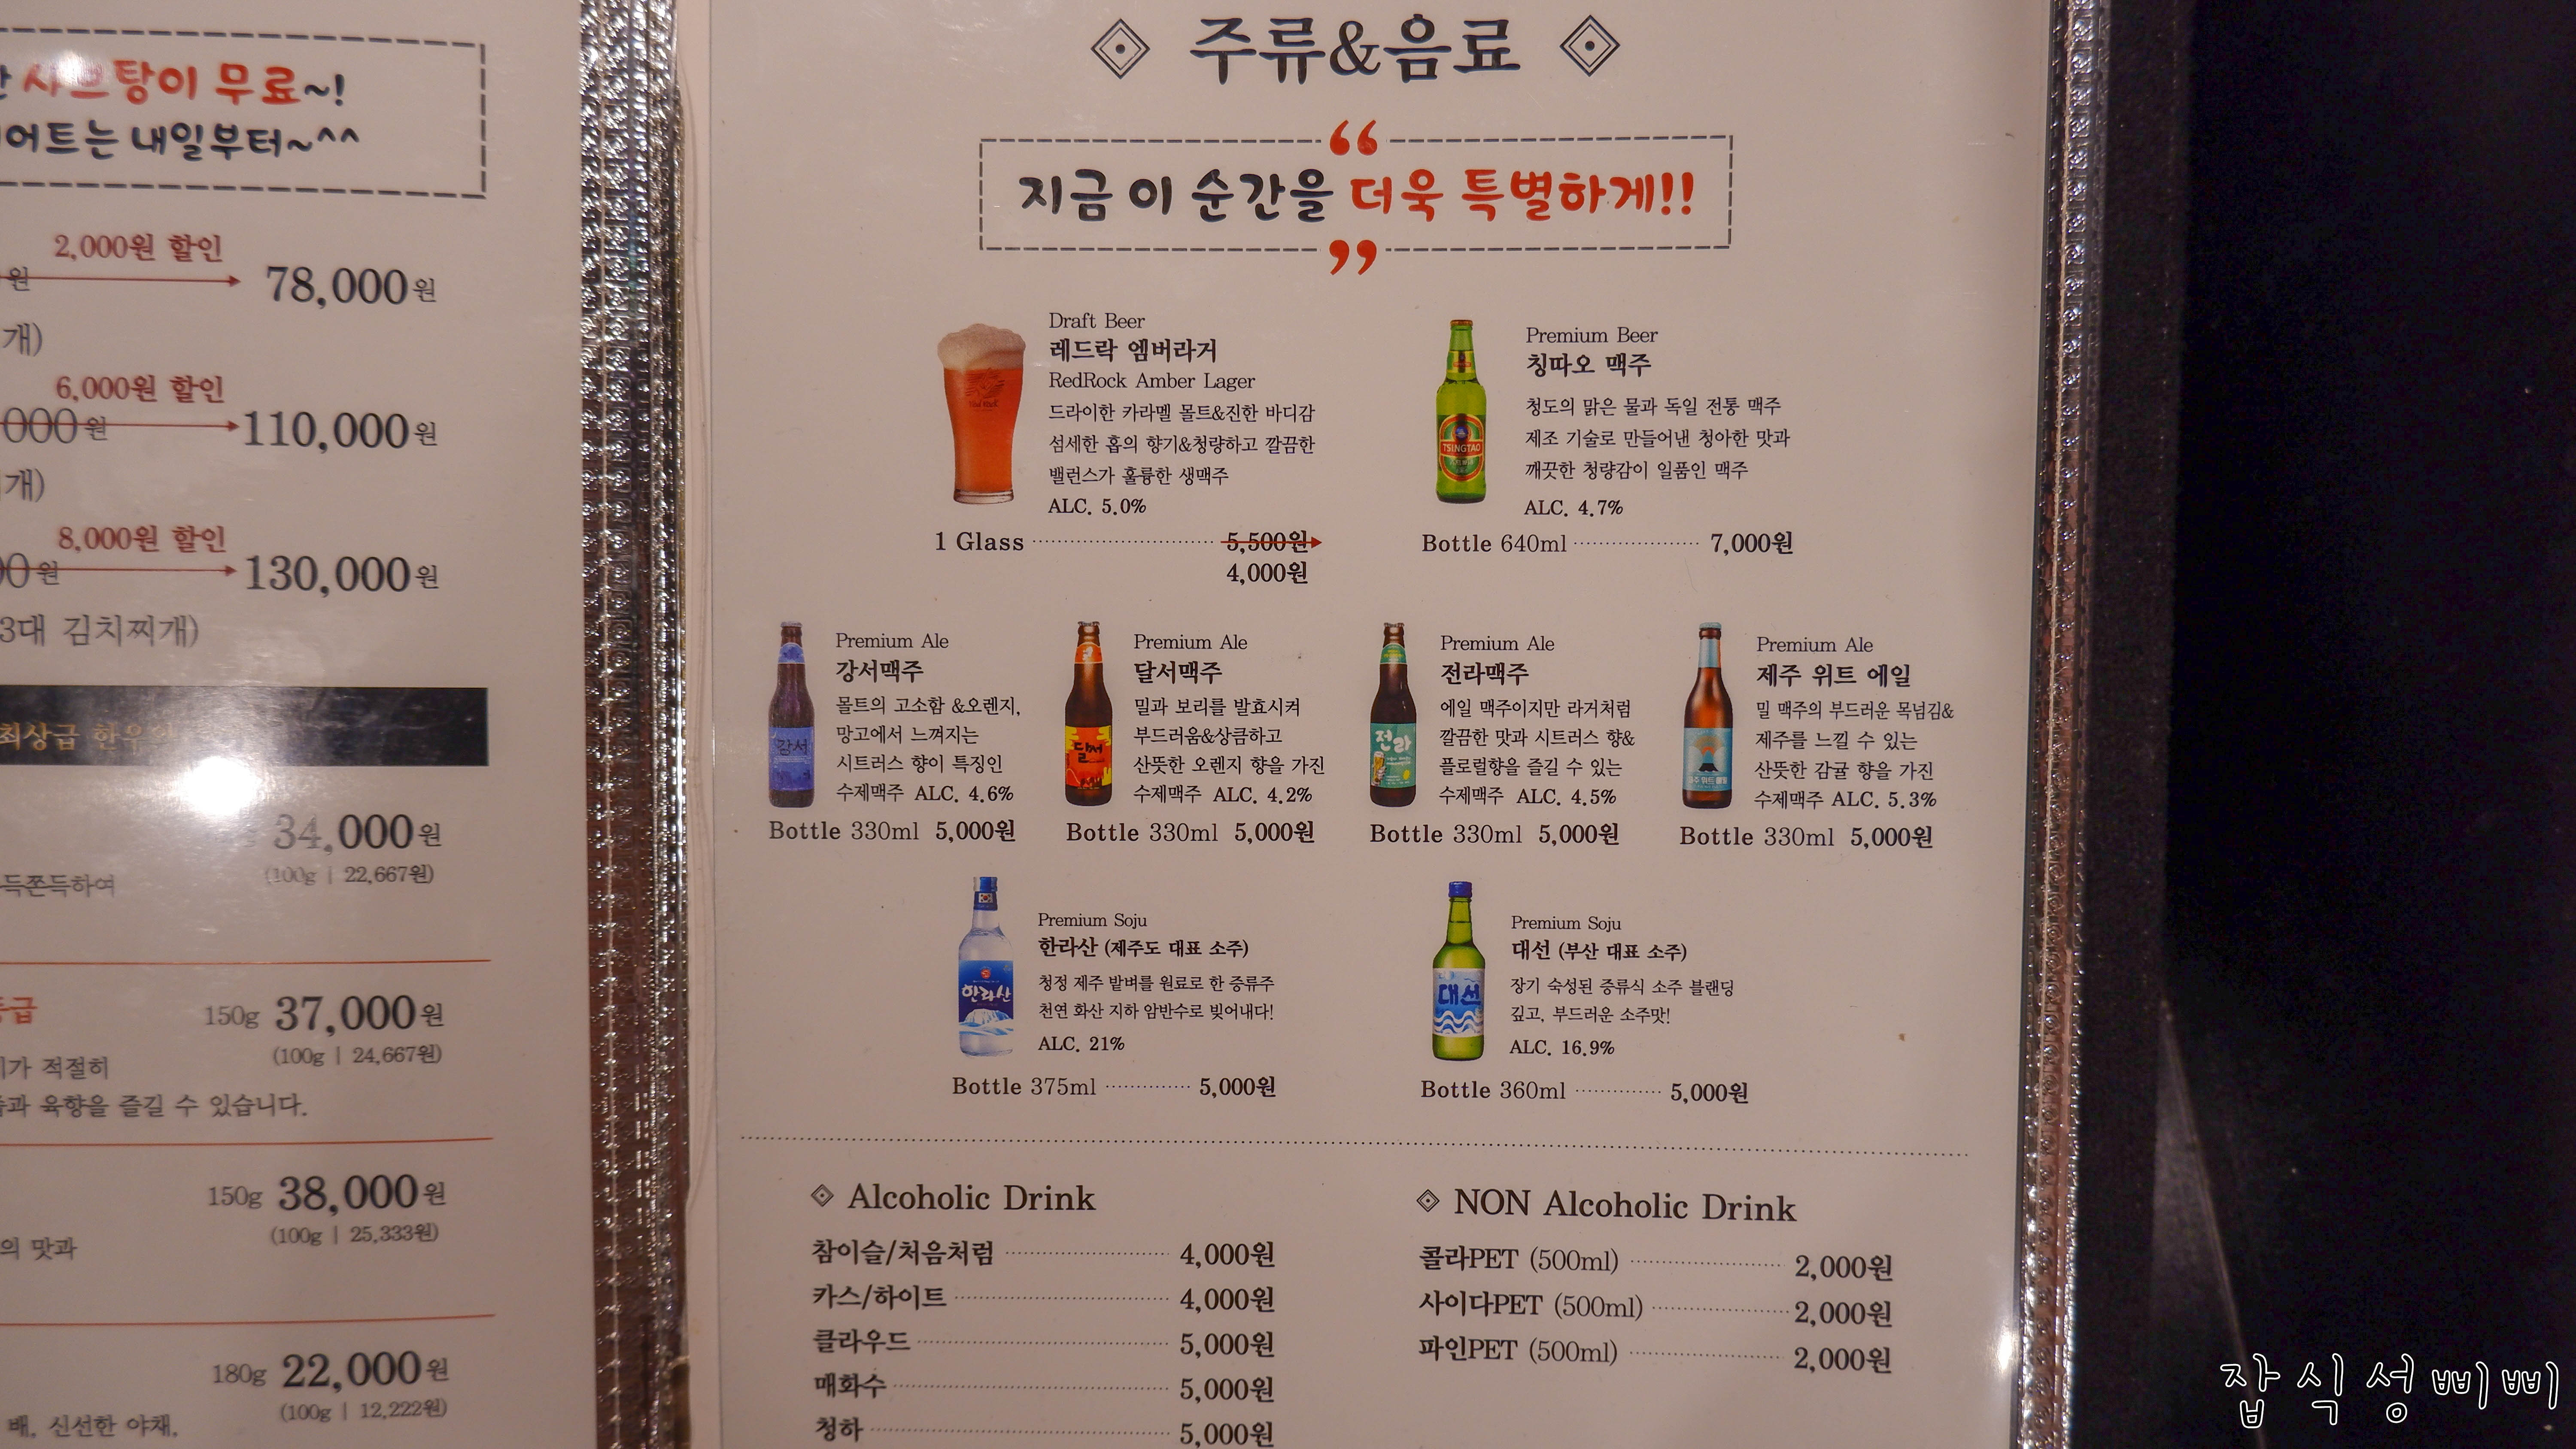 사브탕이 무료~!
어트는 내일부터~^^
2,000원 할인
원
78,000원
개)
6,000원 할인
000원
110,000원
개)
8,000원 할인
00원
130,000원
3대 김치찌개)
최상급 한우
34,000원
(100g | 22,667원)
득쫀득하여
등급
150g 37,000원
(100g | 24,667원)
가 적절히
과 육향을 즐길 수 있습니다.
150g 38,000원
(100g | 25,333원)
의 맛과
180g 22,000원
(100g | 12,222원)
배, 신선한 야채,
주류&음료
“
지금 이 순간을 더욱 특별하게!!
”
Draft Beer
레드락 엠버라거
RedRock Amber Lager
드라이한 카라멜 몰트&진한 바디감
섬세한 홉의 향기&청량하고 깔끔한
밸런스가 훌륭한 생맥주
ALC. 5.0%
1 Glass 5,500원
4,000원
Premium Beer
칭따오 맥주
청도의 맑은 물과 독일 전통 맥주
제조 기술로 만들어낸 청아한 맛과
깨끗한 청량감이 일품인 맥주
ALC. 4.7%
TSINGTAO
Bottle 640ml 7,000원
Premium Ale
강서맥주
몰트의 고소함 &오렌지,
망고에서 느껴지는
시트러스 향이 특징인
수제맥주 ALC. 4.6%
강서
Bottle 330ml 5,000원
Premium Ale
달서맥주
밀과 보리를 발효시켜
부드러움&상큼하고
산뜻한 오렌지 향을 가진
수제맥주 ALC. 4.2%
달서
Bottle 330ml 5,000원
Premium Ale
전라맥주
에일 맥주이지만 라거처럼
깔끔한 맛과 시트러스 향&
플로럴향을 즐길 수 있는
수제맥주 ALC. 4.5%
전라
Bottle 330ml 5,000원
Premium Ale
제주 위트 에일
밀 맥주의 부드러운 목넘김&
제주를 느낄 수 있는
산뜻한 감귤 향을 가진
수제맥주 ALC. 5.3%
제주 위트 에일
Bottle 330ml 5,000원
Premium Soju
한라산 (제주도 대표 소주)
청정 제주 밭벼를 원료로 한 증류주
천연 화산 지하 암반수로 빚어내다!
ALC. 21%
한라산
Bottle 375ml 5,000원
Premium Soju
대선 (부산 대표 소주)
장기 숙성된 증류식 소주 블랜딩
깊고, 부드러운 소주맛!
ALC. 16.9%
대선
Bottle 360ml 5,000원
Alcoholic Drink
참이슬/처음처럼 4,000원
카스/하이트 4,000원
클라우드 5,000원
매화수 5,000원
청하 5,000원
NON Alcoholic Drink
콜라PET (500ml) 2,000원
사이다PET (500ml) 2,000원
파인PET (500ml) 2,000원
잡식성삐삐